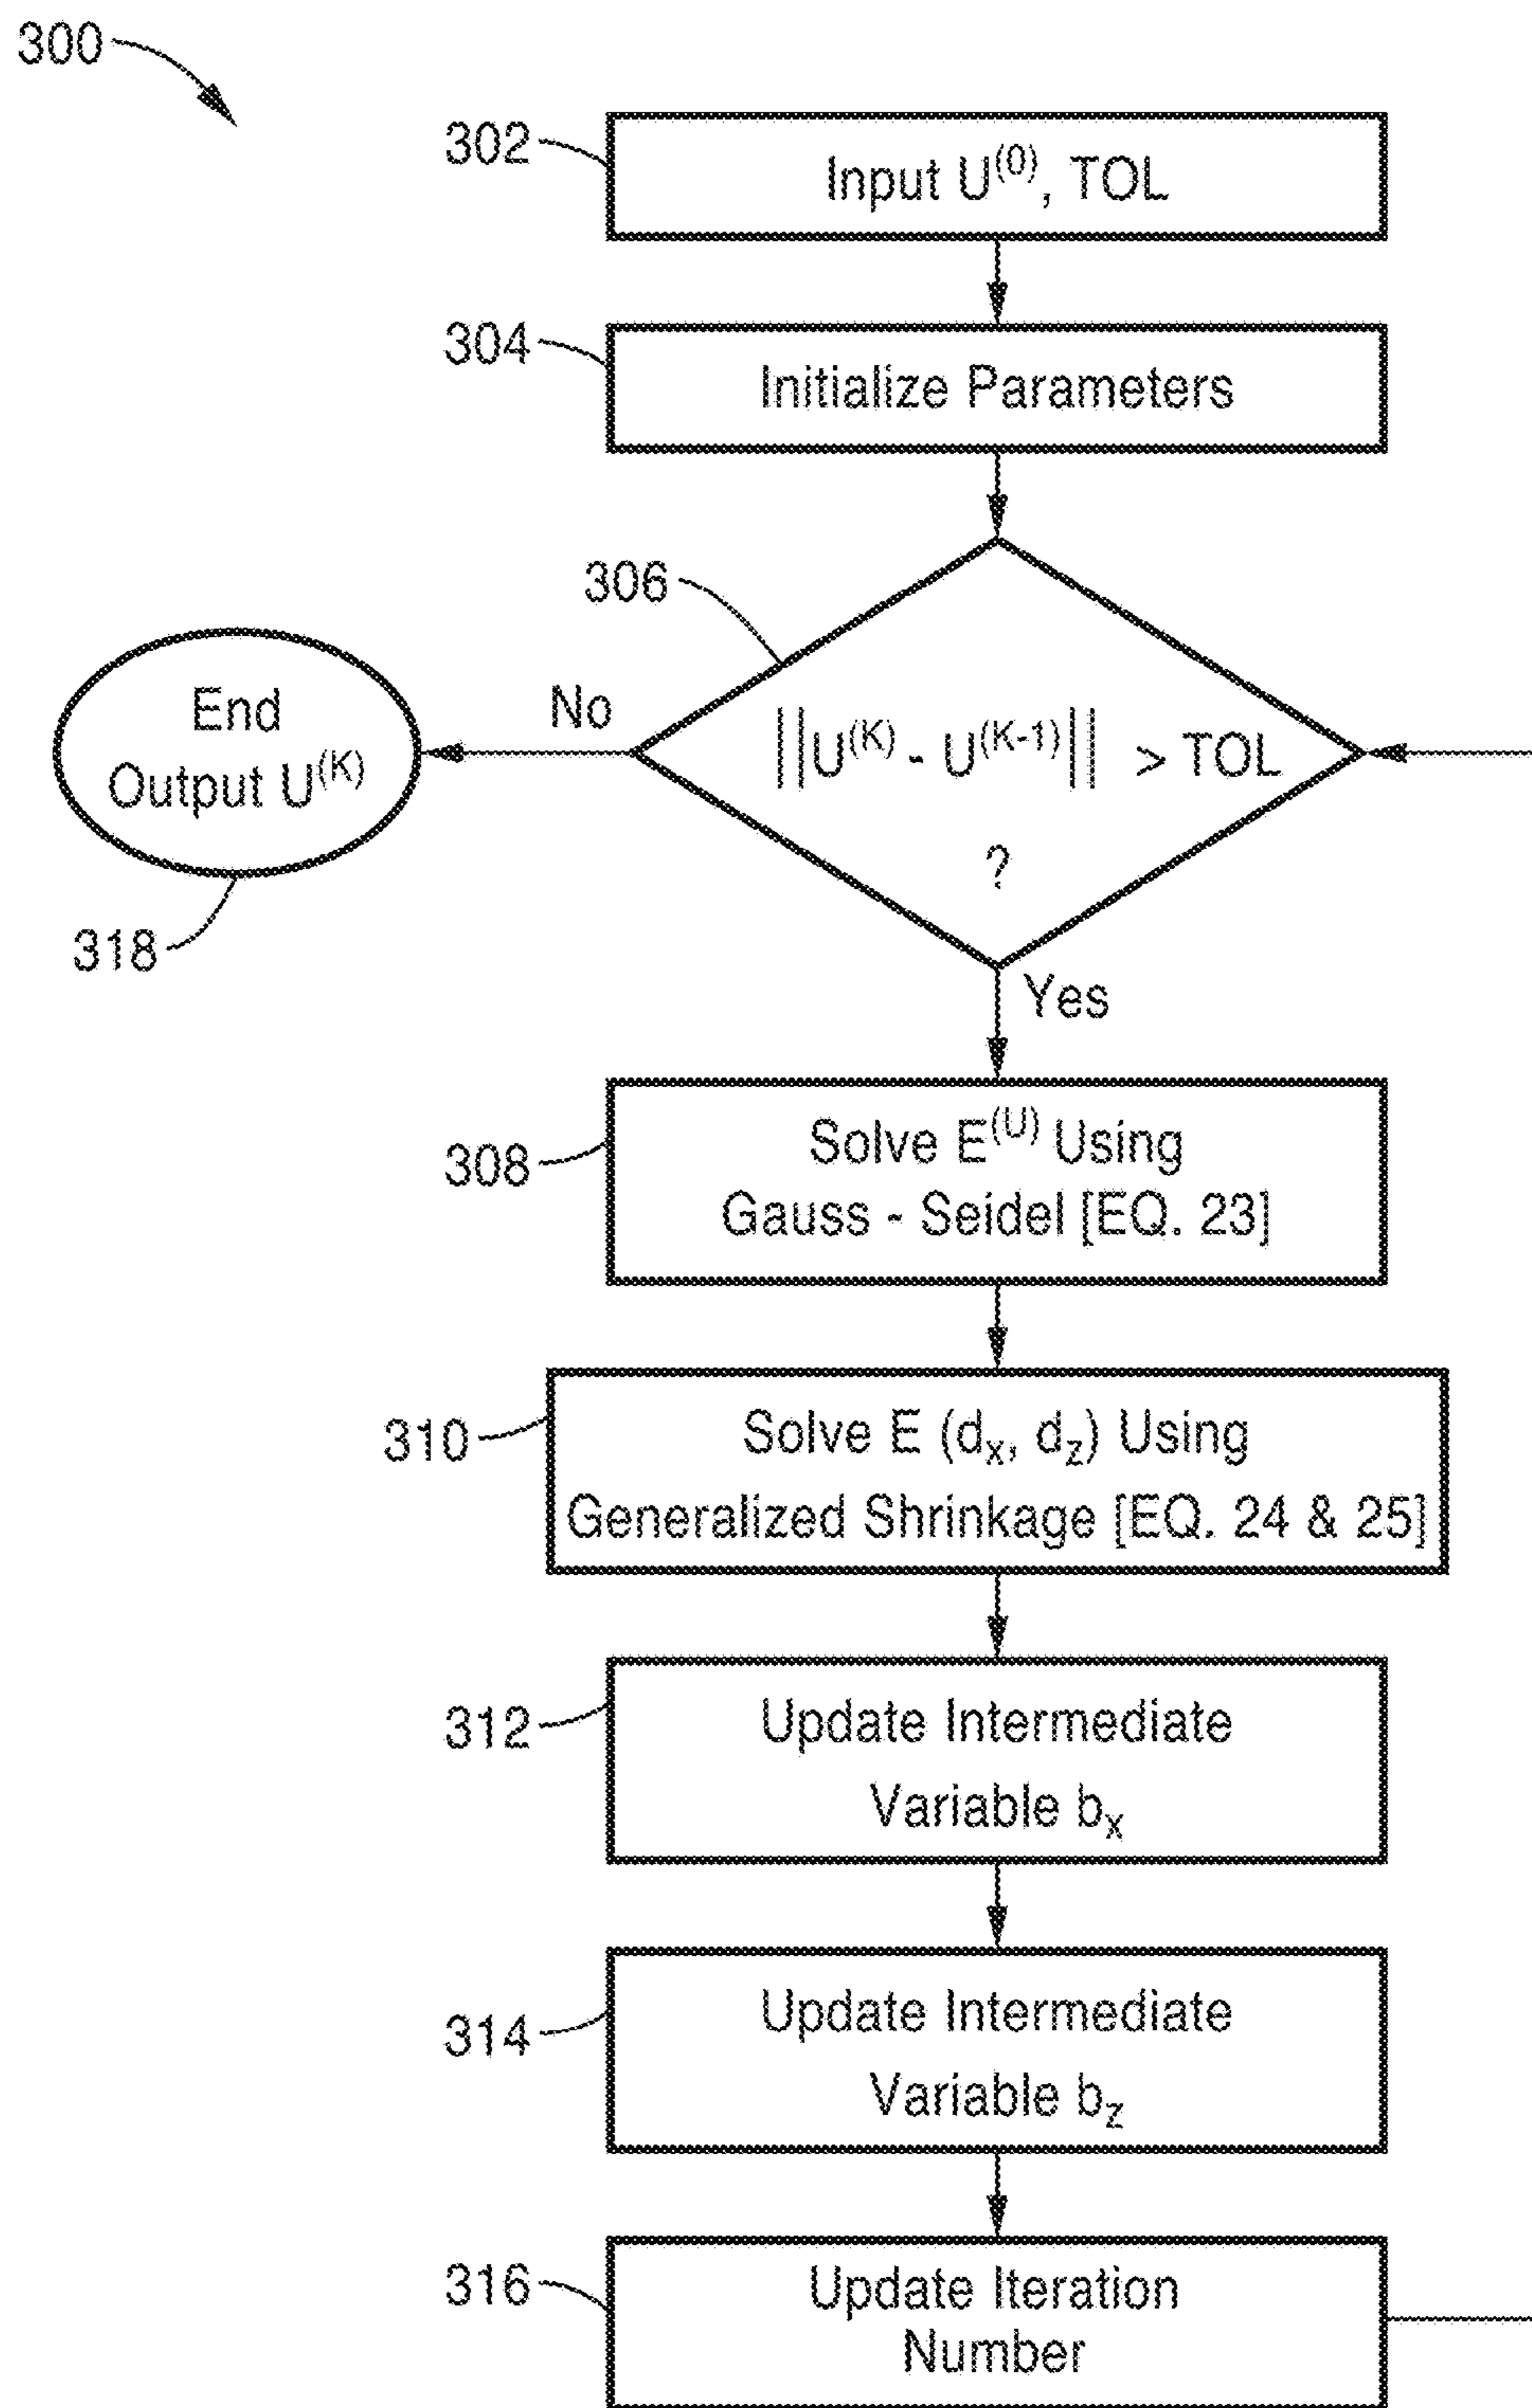 300
302
Input U^(0), TOL
304
Initialize Parameters
306
No
||U^(K) - U^(K-1)|| > TOL
?
End
Output U^(K)
318
Yes
308
Solve E^(U) Using
Gauss - Seidel [EQ. 23]
310
Solve E (d_x, d_z) Using
Generalized Shrinkage [EQ. 24 & 25]
312
Update Intermediate
Variable b_x
314
Update Intermediate
Variable b_z
316
Update Iteration
Number